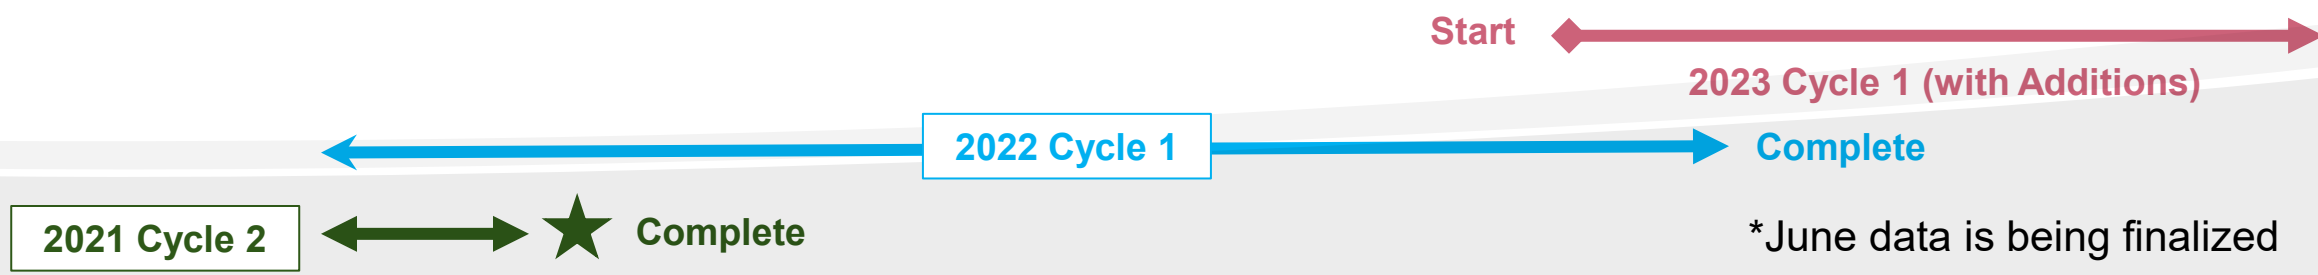 Start
2023 Cycle 1 (with Additions)
2022 Cycle 1
Complete
2021 Cycle 2
Complete
*June data is being finalized